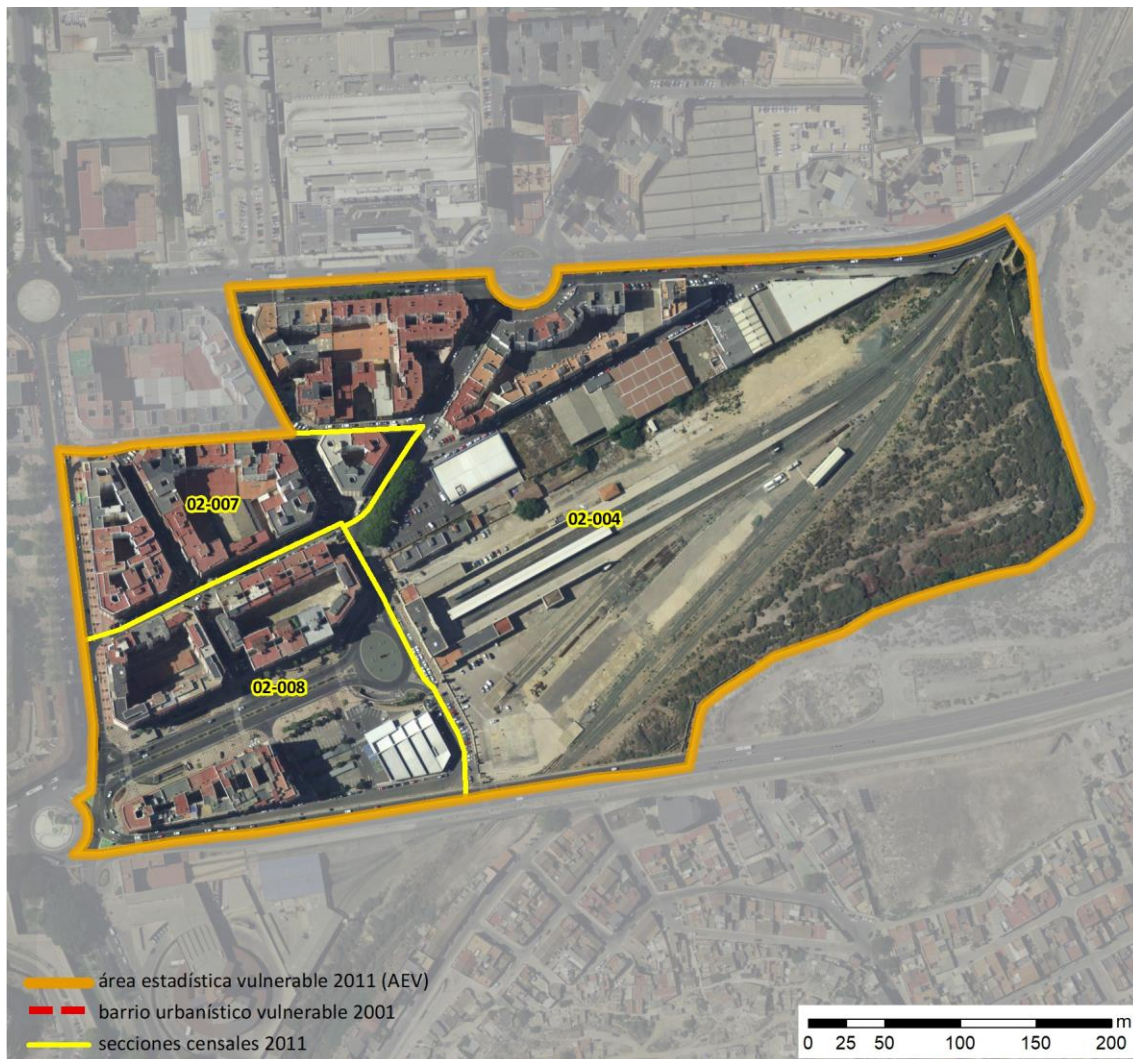 02-007
02-004
02-008
área estadística vulnerable 2011 (AEV)
barrio urbanístico vulnerable 2001
secciones censales 2011
m
0 25 50 100 150 200